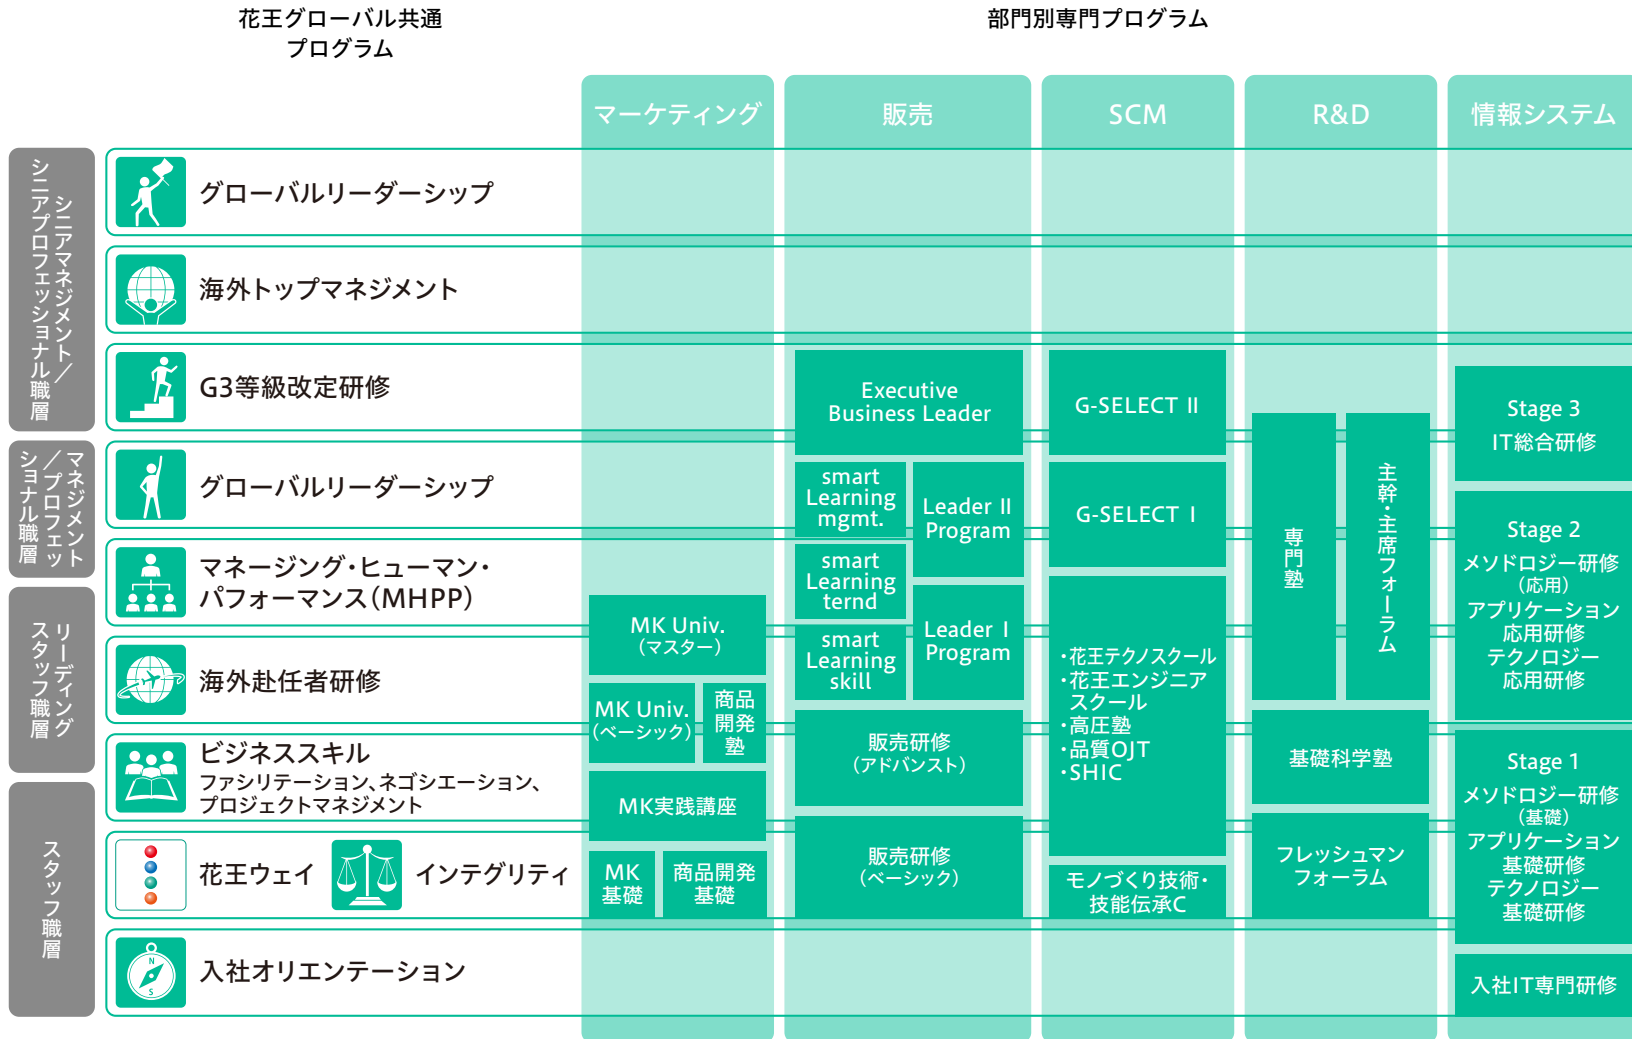 花王グローバル共通
プログラム
部門別専門プログラム
マーケティング
販売
SCM
R&D
情報システム
シニアマネジメント／
シニアプロフェッショナル職層
マネジメント
／プロフェッ
ショナル職層
リーディング
スタッフ職層
スタッフ職層
グローバルリーダーシップ
海外トップマネジメント
G3等級改定研修
グローバルリーダーシップ
マネージング・ヒューマン・
パフォーマンス（MHPP）
海外赴任者研修
ビジネススキル
ファシリテーション、ネゴシエーション、
プロジェクトマネジメント
花王ウェイ
インテグリティ
N
S
入社オリエンテーション
MK Univ.
（マスター）
MK Univ.
（ベーシック）
商品
開発
塾
MK実践講座
MK
基礎
商品開発
基礎
Executive
Business Leader
smart
Learning
mgmt.
Leader II
Program
smart
Learning
ternd
smart
Learning
skill
Leader I
Program
販売研修
（アドバンスト）
販売研修
（ベーシック）
G-SELECT II
G-SELECT I
・花王テクノスクール
・花王エンジニア
スクール
・高圧塾
・品質OJT
・SHIC
モノづくり技術・
技能伝承C
専門塾
主幹・主席フォーラム
基礎科学塾
フレッシュマン
フォーラム
Stage 3
IT総合研修
Stage 2
メソドロジー研修
（応用）
アプリケーション
応用研修
テクノロジー
応用研修
Stage 1
メソドロジー研修
（基礎）
アプリケーション
基礎研修
テクノロジー
基礎研修
入社IT専門研修